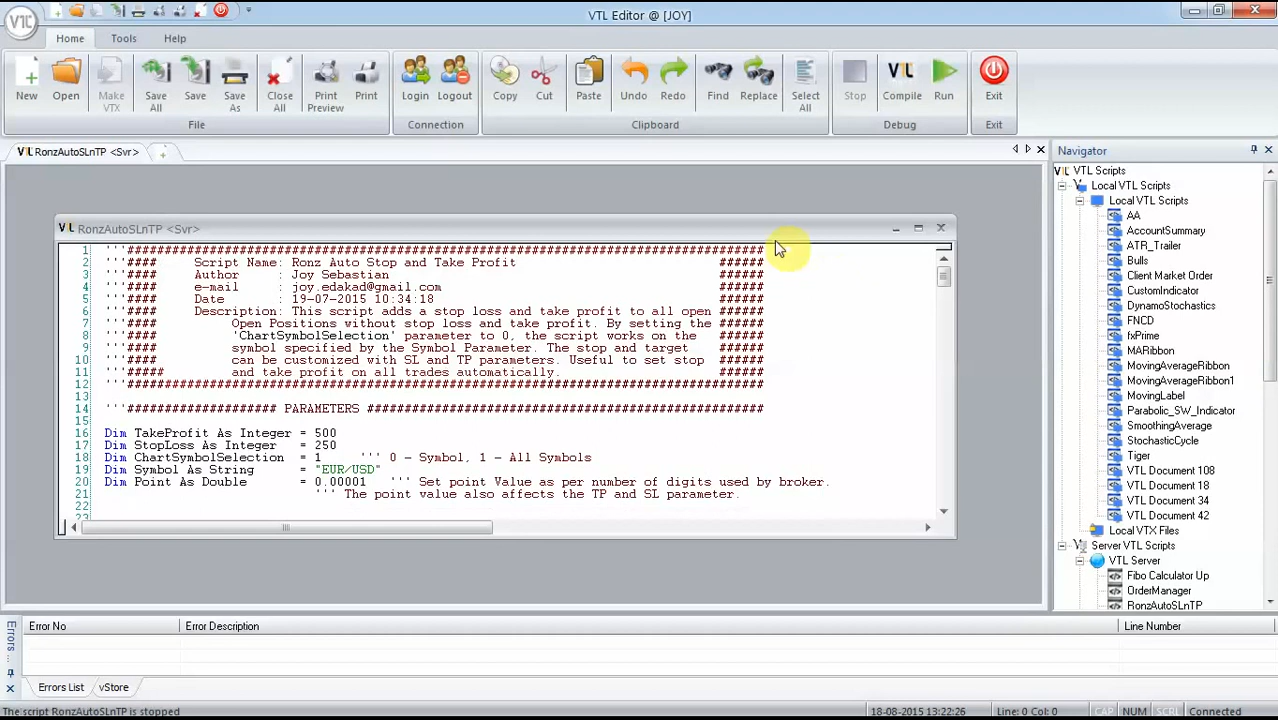 VTL Editor @ [JOY]
VTL
Home
Tools
Help
New
Open
Make VTX
Save All
Save
Save As
Close All
Print Preview
Print
Login
Logout
Copy
Cut
Paste
Undo
Redo
Find
Replace
Select All
Stop
Compile
Run
Exit
File
Connection
Clipboard
Debug
Exit
RonzAutoSLnTP <Svr>
Navigator
RonzAutoSLnTP <Svr>
Script Name: Ronz Auto Stop and Take Profit
Author : Joy Sebastian
e-mail : joy.edakad@gmail.com
Date : 19-07-2015 10:34:18
Description: This script adds a stop loss and take profit to all open
Open Positions without stop loss and take profit. By setting the
'ChartSymbolSelection' parameter to 0, the script works on the
symbol specified by the Symbol Parameter. The stop and target
can be customized with SL and TP parameters. Useful to set stop
and take profit on all trades automatically.
PARAMETERS
Dim TakeProfit As Integer = 500
Dim StopLoss As Integer = 250
Dim ChartSymbolSelection = 1 ''' 0 - Symbol, 1 - All Symbols
Dim Symbol As String = "EUR/USD"
Dim Point As Double = 0.00001 ''' Set point Value as per number of digits used by broker.
''' The point value also affects the TP and SL parameter.
VTL Scripts
Local VTL Scripts
Local VTL Scripts
AA
AccountSummary
ATR_Trailer
Bulls
Client Market Order
CustomIndicator
DynamoStochastics
FNCD
fxPrime
MARibbon
MovingAverageRibbon
MovingAverageRibbon1
MovingLabel
Parabolic_SW_Indicator
SmoothingAverage
StochasticCycle
Tiger
VTL Document 108
VTL Document 18
VTL Document 34
VTL Document 42
Local VTX Files
Server VTL Scripts
VTL Server
Fibo Calculator Up
OrderManager
RonzAutoSLnTP
Errors ...
Error No
Error Description
Line Number
Errors List
vStore
The script RonzAutoSLnTP is stopped
18-08-2015 13:22:26
Line: 0 Col: 0
CAP
NUM
SCRL
Connected